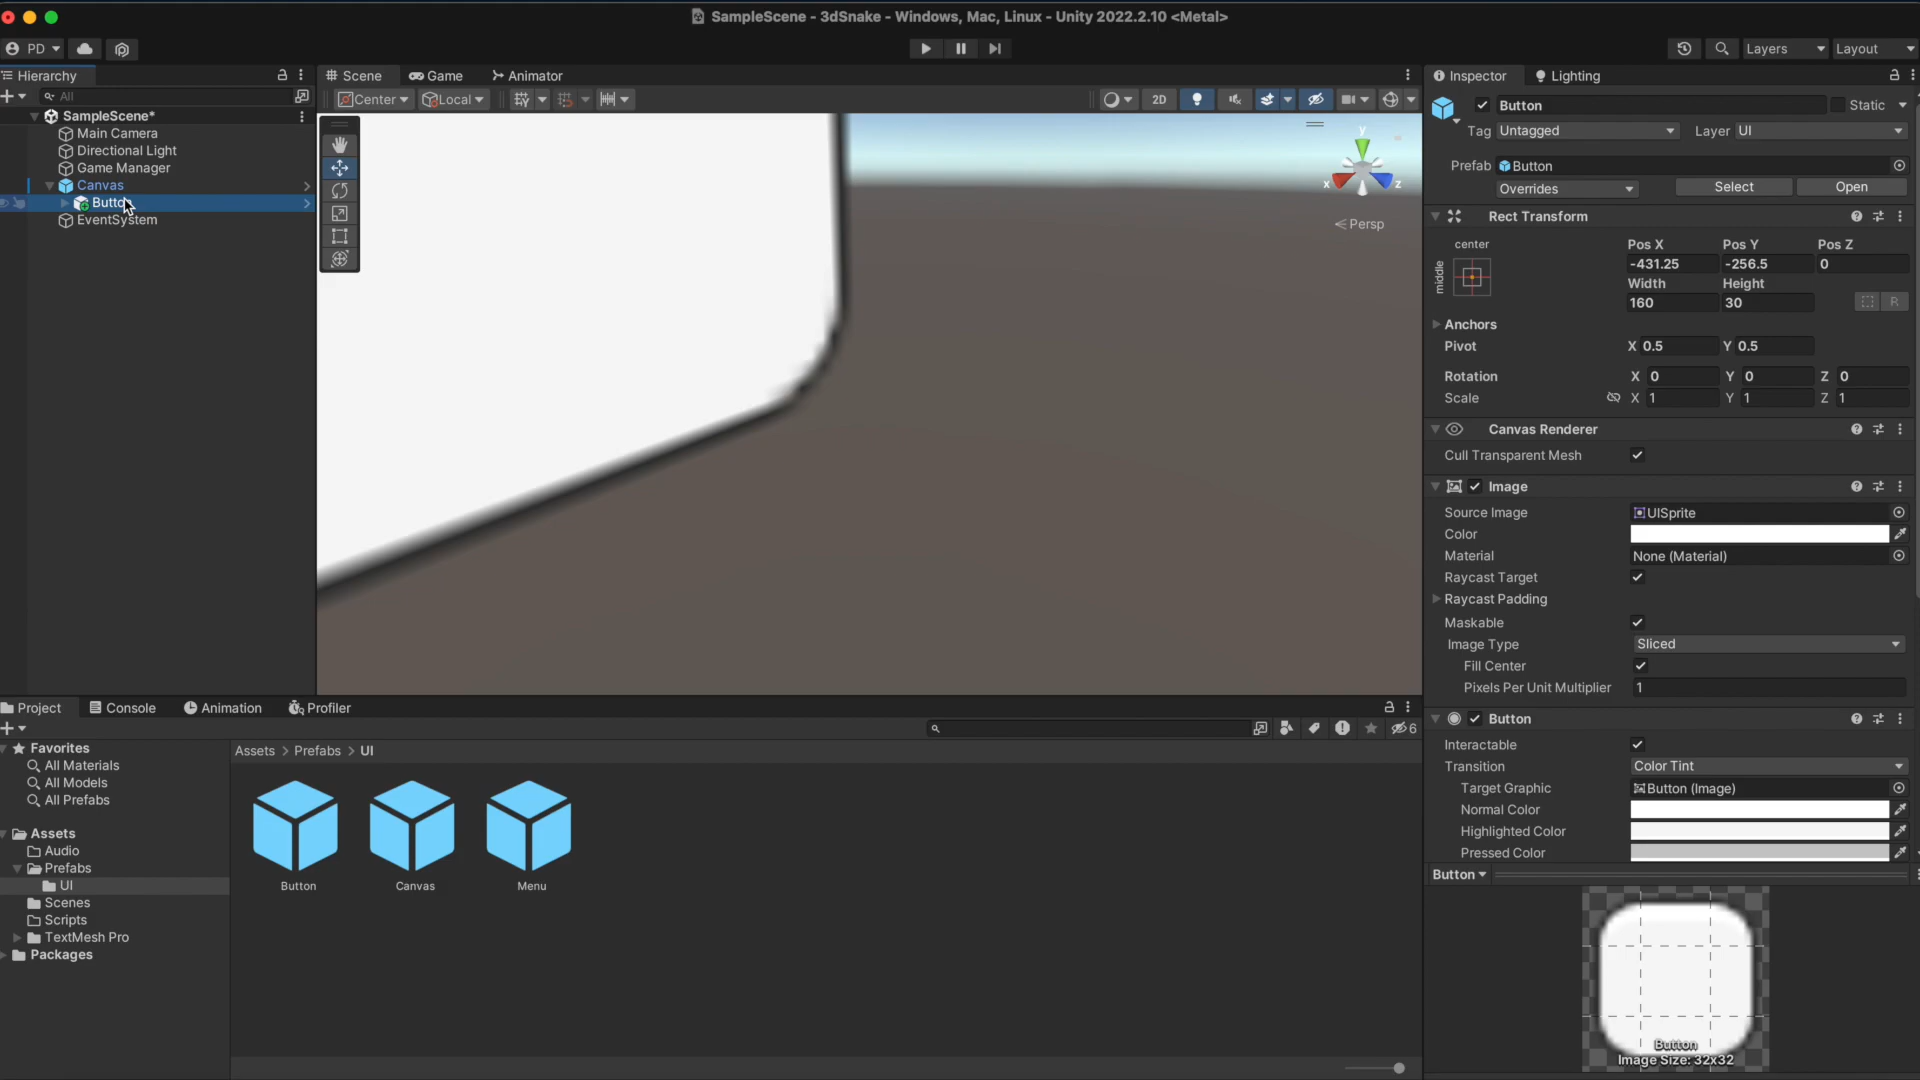 SampleScene - 3dSnake - Windows, Mac, Linux - Unity 2022.2.10 <Metal>
PD
Layers
Layout
Hierarchy
Scene
Game
Animator
Inspector
Lighting
All
Center
Local
2D
Button
Static
SampleScene*
Main Camera
Directional Light
Game Manager
Canvas
EventSystem
y
x
z
Persp
Tag
Untagged
Layer
UI
Prefab
Button
Overrides
Select
Open
Rect Transform
center
middle
Pos X
Pos Y
Pos Z
-431.25
-256.5
0
Width
Height
160
30
R
Anchors
Pivot
X 0.5
Y 0.5
Rotation
X 0
Y 0
Z 0
Scale
X 1
Y 1
Z 1
Canvas Renderer
Cull Transparent Mesh
Image
Source Image
UISprite
Color
Material
None (Material)
Raycast Target
Raycast Padding
Maskable
Image Type
Sliced
Fill Center
Pixels Per Unit Multiplier
1
Button
Interactable
Transition
Color Tint
Target Graphic
Button (Image)
Normal Color
Highlighted Color
Pressed Color
Button
Button
Image Size: 32x32
Project
Console
Animation
Profiler
6
Favorites
All Materials
All Models
All Prefabs
Assets
Audio
Prefabs
UI
Scenes
Scripts
TextMesh Pro
Packages
Assets > Prefabs > UI
Button
Canvas
Menu